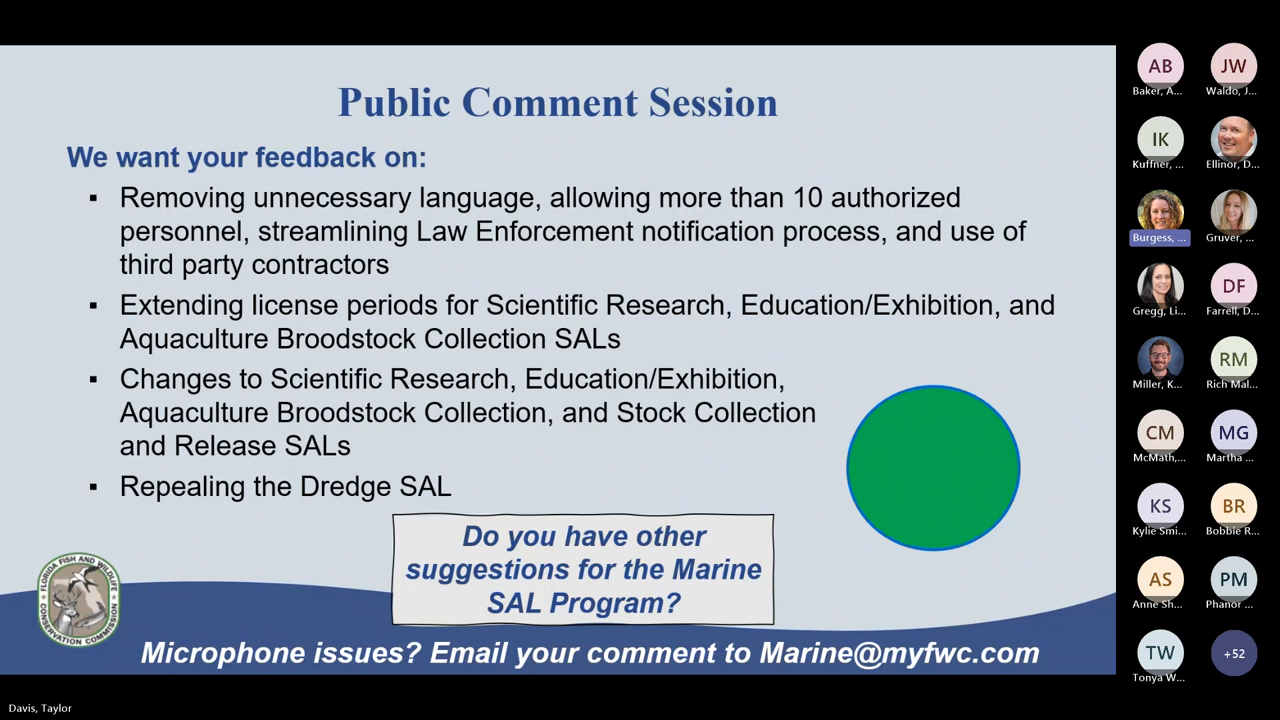 Public Comment Session
We want your feedback on:
▪ Removing unnecessary language, allowing more than 10 authorized
personnel, streamlining Law Enforcement notification process, and use of
third party contractors
▪ Extending license periods for Scientific Research, Education/Exhibition, and
Aquaculture Broodstock Collection SALs
▪ Changes to Scientific Research, Education/Exhibition,
Aquaculture Broodstock Collection, and Stock Collection
and Release SALs
▪ Repealing the Dredge SAL
Do you have other
suggestions for the Marine
SAL Program?
FLORIDA FISH AND WILDLIFE
CONSERVATION COMMISSION
Microphone issues? Email your comment to Marine@myfwc.com
AB JW
Baker, A... Waldo, J...
IK
Kuffner, ... Ellinor, D...
Burgess, ... Gruver, ...
DF
Gregg, Li... Farrell, D...
RM
Miller, K... Rich Mal...
CM MG
McMath,... Martha ...
KS BR
Kylie Smi... Bobbie R...
AS PM
Anne Sh... Phanor ...
TW +52
Tonya W...
Davis, Taylor